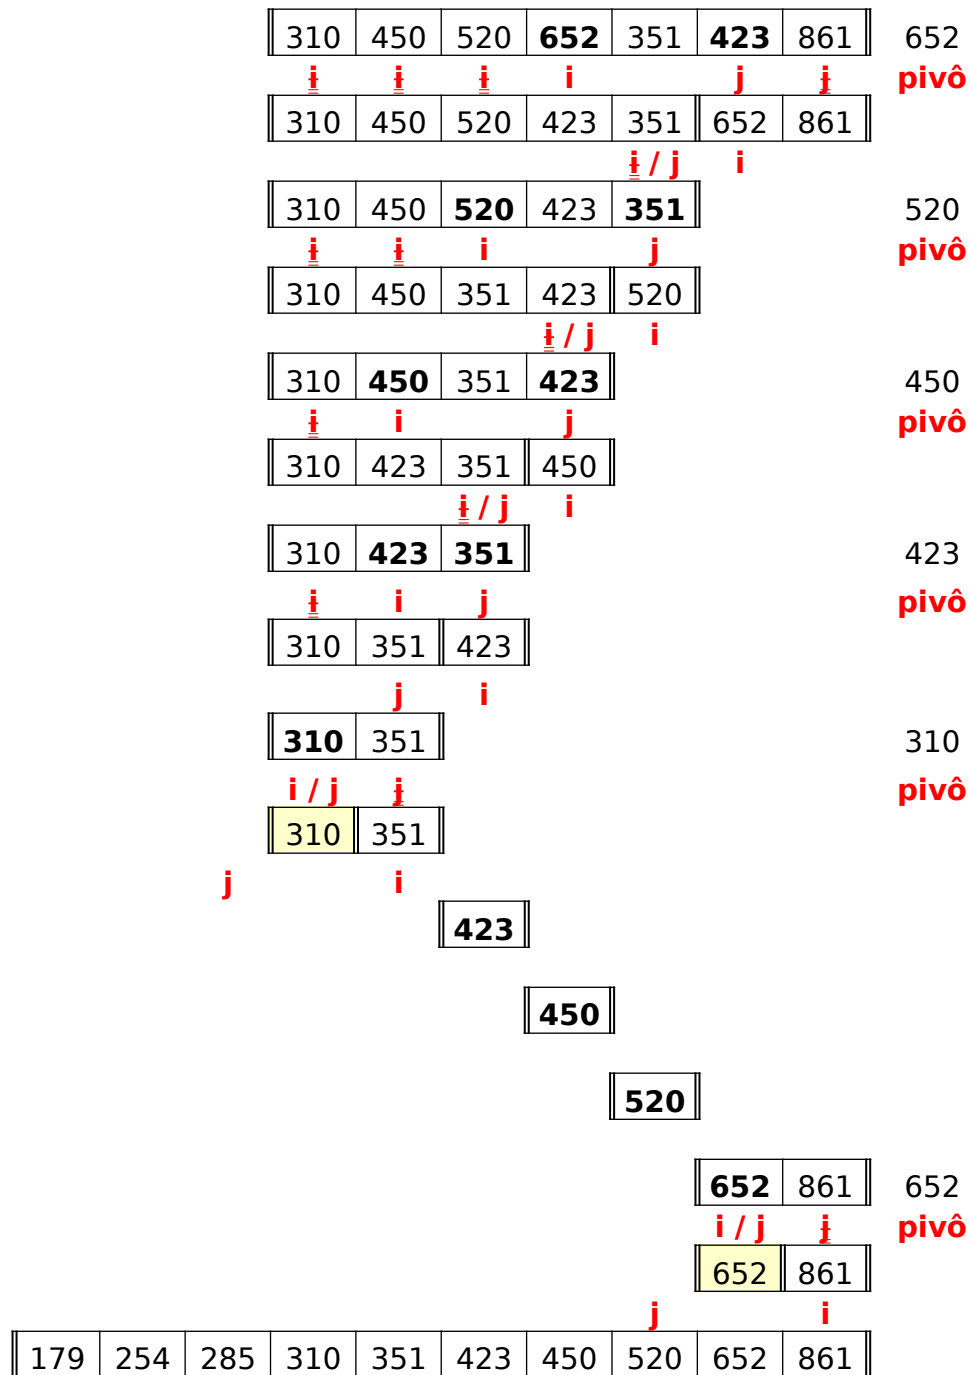 310 450 520 652 351 423 861 652
i i i i j j pivô
310 450 520 423 351 652 861
i / j i
310 450 520 423 351 520
i i i j pivô
310 450 351 423 520
i / j i
310 450 351 423 450
i i j pivô
310 423 351 450
i / j i
310 423 351 423
i i j pivô
310 351 423
j i
310 351 310
i / j j pivô
310 351
j i
423
450
520
652 861 652
i / j j pivô
652 861
j i
179 254 285 310 351 423 450 520 652 861